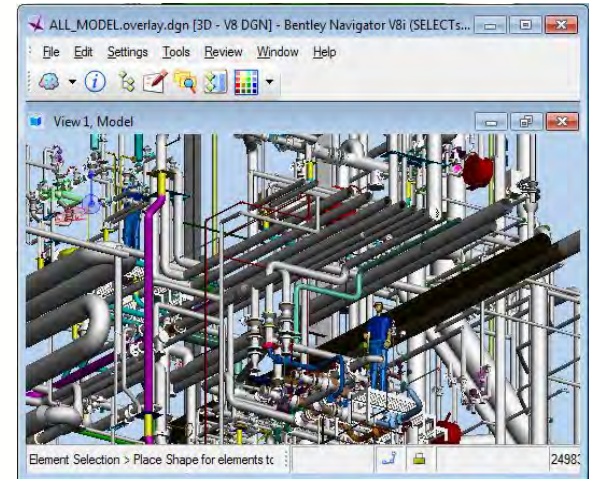 ALL_MODEL.overlay.dgn [3D - V8 DGN] - Bentley Navigator V8i (SELECTs...
File Edit Settings Tools Review Window Help
View 1, Model
Element Selection > Place Shape for elements tc
24983